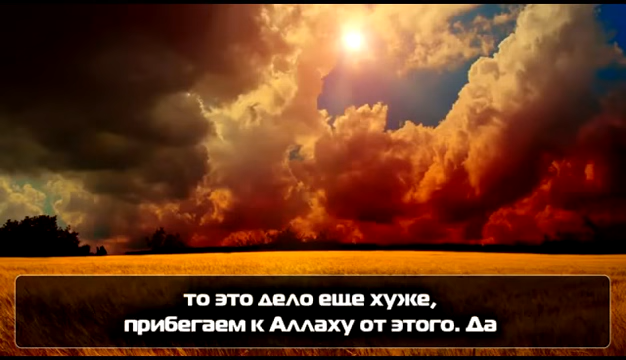 то это дело еще хуже,
прибегаем к Аллаху от этого. Да